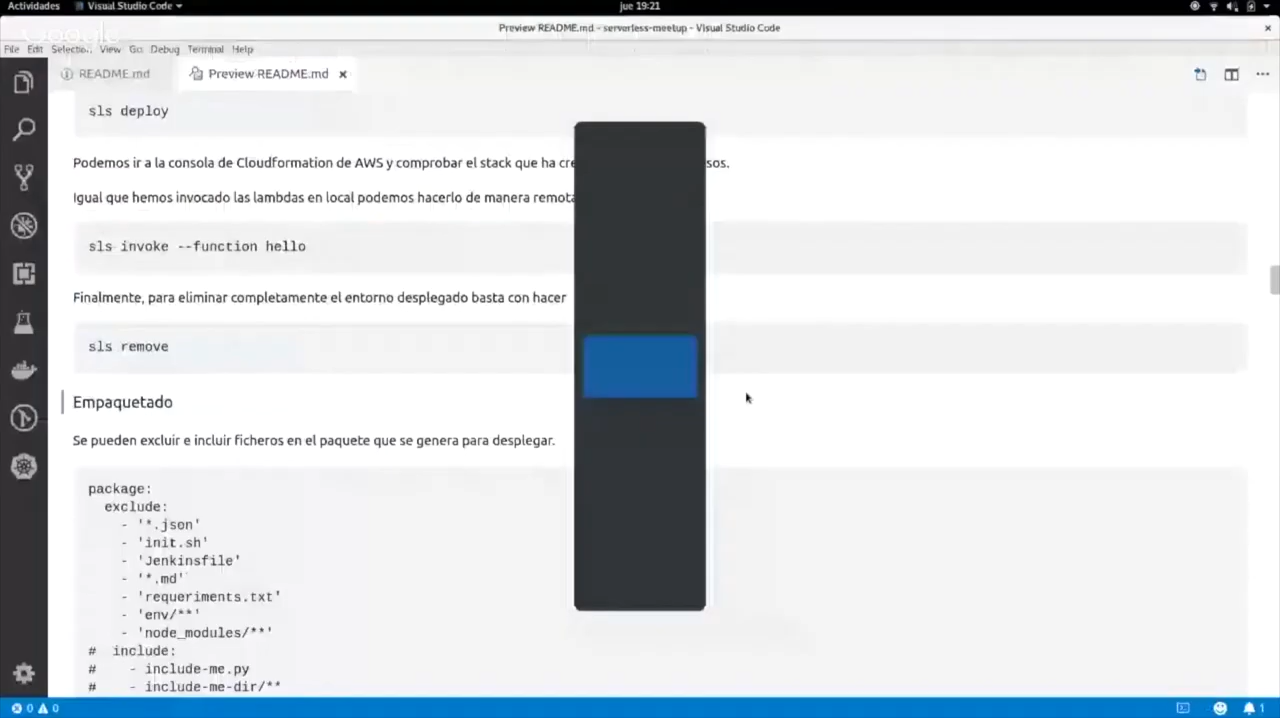 Actividades Visual Studio Code jue 19:21
Preview README.md - serverless-meetup - Visual Studio Code
File Edit View Go Debug Terminal Help
README.md Preview README.md
sls deploy
Podemos ir a la consola de Cloudformation de AWS y comprobar el stack que ha
Igual que hemos invocado las lambdas en local podemos hacerlo de manera
sls invoke --function hello
Finalmente, para eliminar completamente el entorno desplegado basta con hacer
sls remove
Empaquetado
Se pueden excluir e incluir ficheros en el paquete que se genera para desplegar.
package:
exclude:
- '*.json'
- 'init.sh'
- 'Jenkinsfile'
- '*.md'
- 'requeriments.txt'
- 'env/**'
- 'node_modules/**'
# include:
# - include-me.py
# - include-me-dir/**
0 0 1